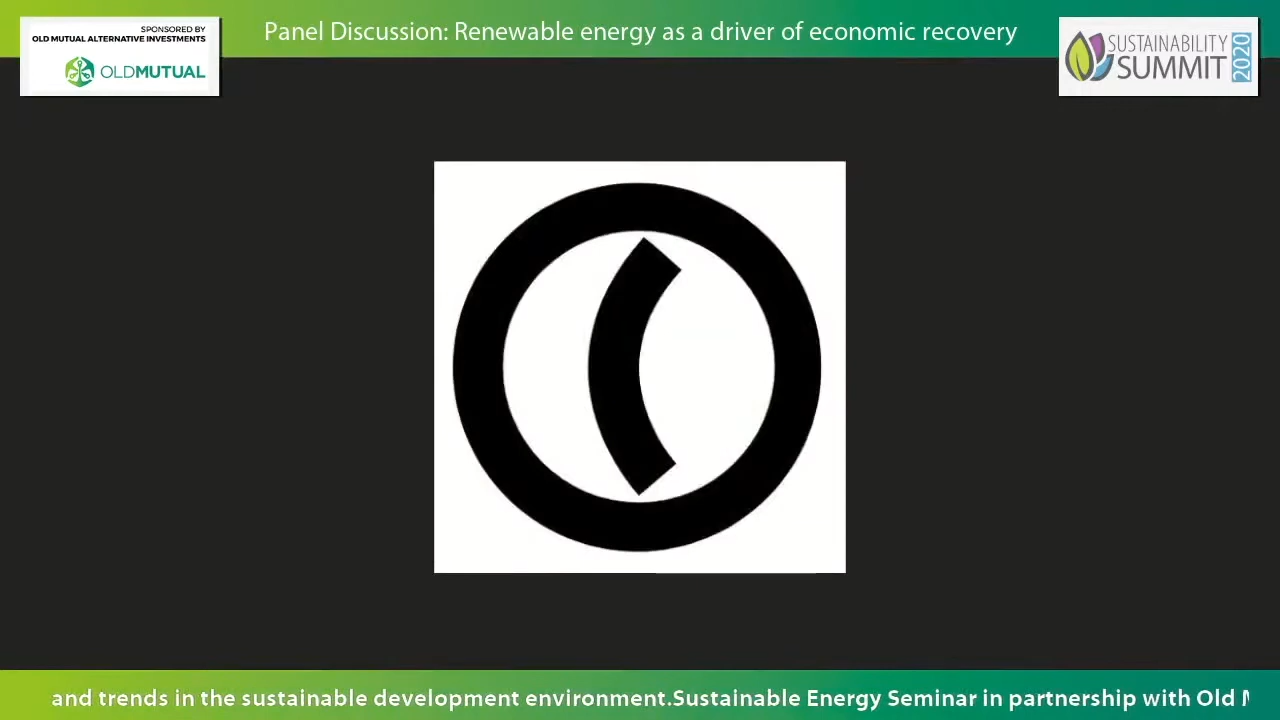 SPONSORED BY
OLD MUTUAL ALTERNATIVE INVESTMENTS
OLDMUTUAL
Panel Discussion: Renewable energy as a driver of economic recovery
SUSTAINABILITY
SUMMIT 2020
and trends in the sustainable development environment.Sustainable Energy Seminar in partnership with Old